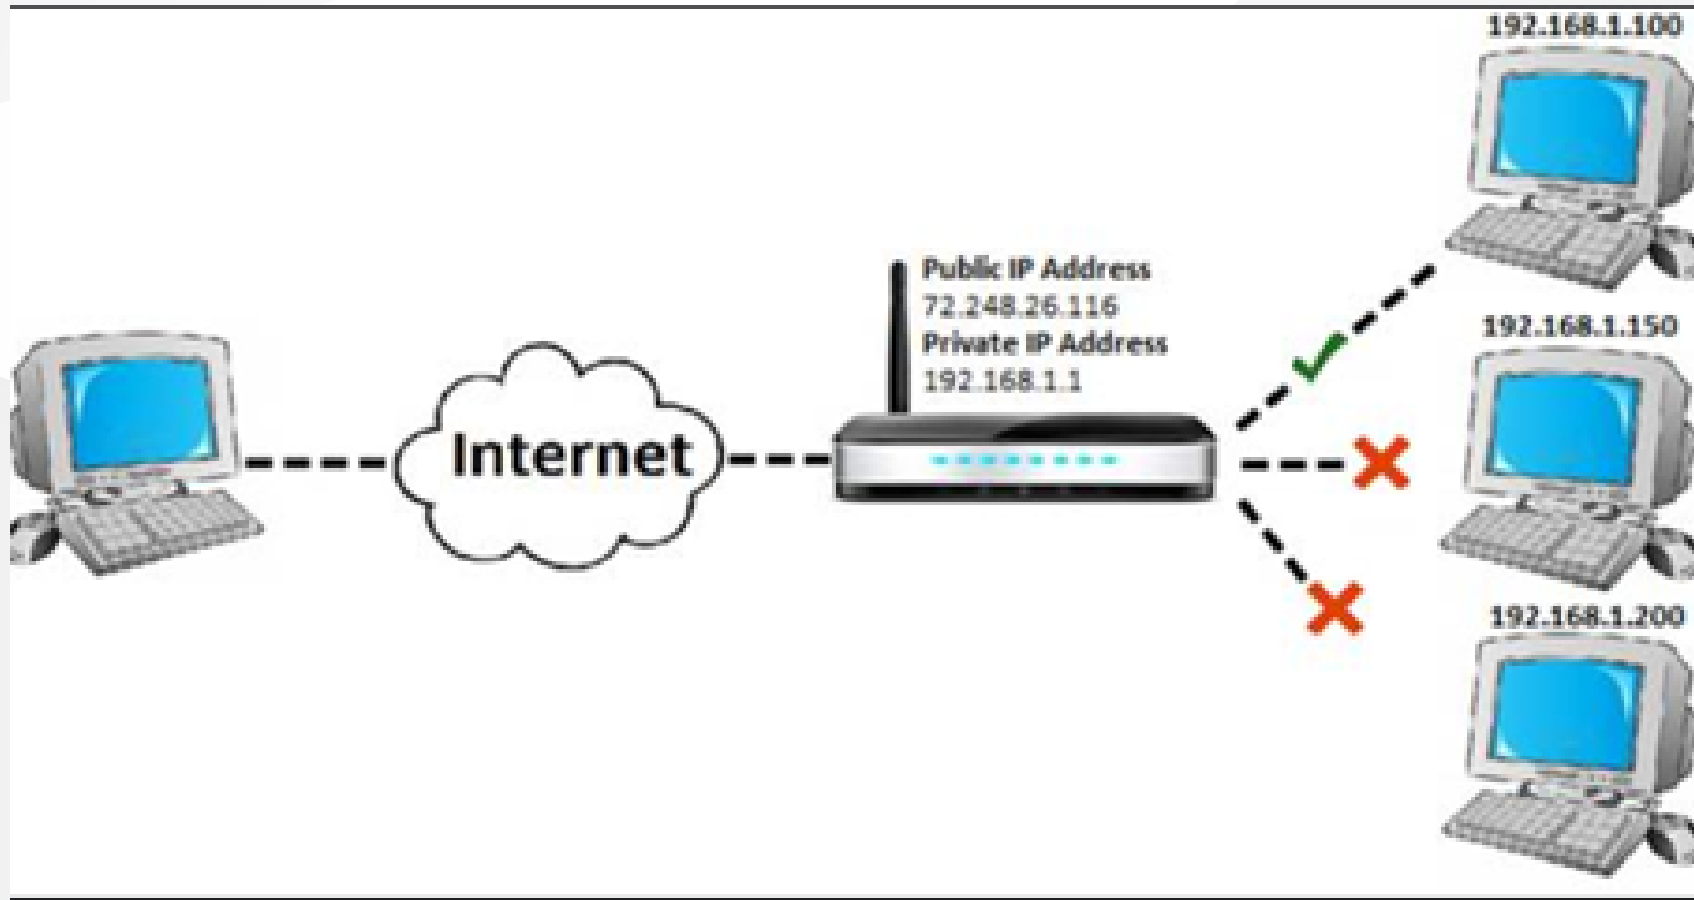 192.168.1.100
Public IP Address
72.248.26.116
Private IP Address
192.168.1.1
192.168.1.150
Internet
192.168.1.200